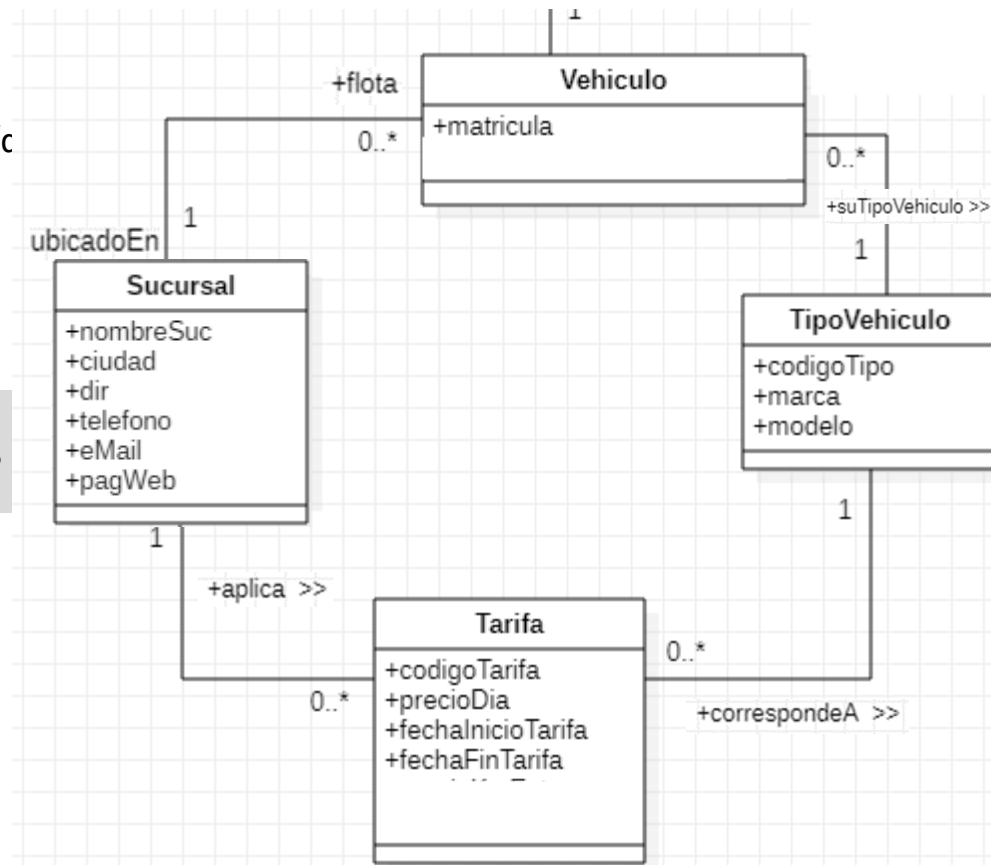 1
Vehiculo
+flota
+matricula
0..*
0..*
+suTipoVehiculo >>
1
1
ubicadoEn
Sucursal
+nombreSuc
+ciudad
+dir
+telefono
+eMail
+pagWeb
TipoVehiculo
+codigoTipo
+marca
+modelo
1
1
+aplica >>
Tarifa
+codigoTarifa
+precioDia
+fechaInicioTarifa
+fechaFinTarifa
0..*
0..*
+correspondeA >>